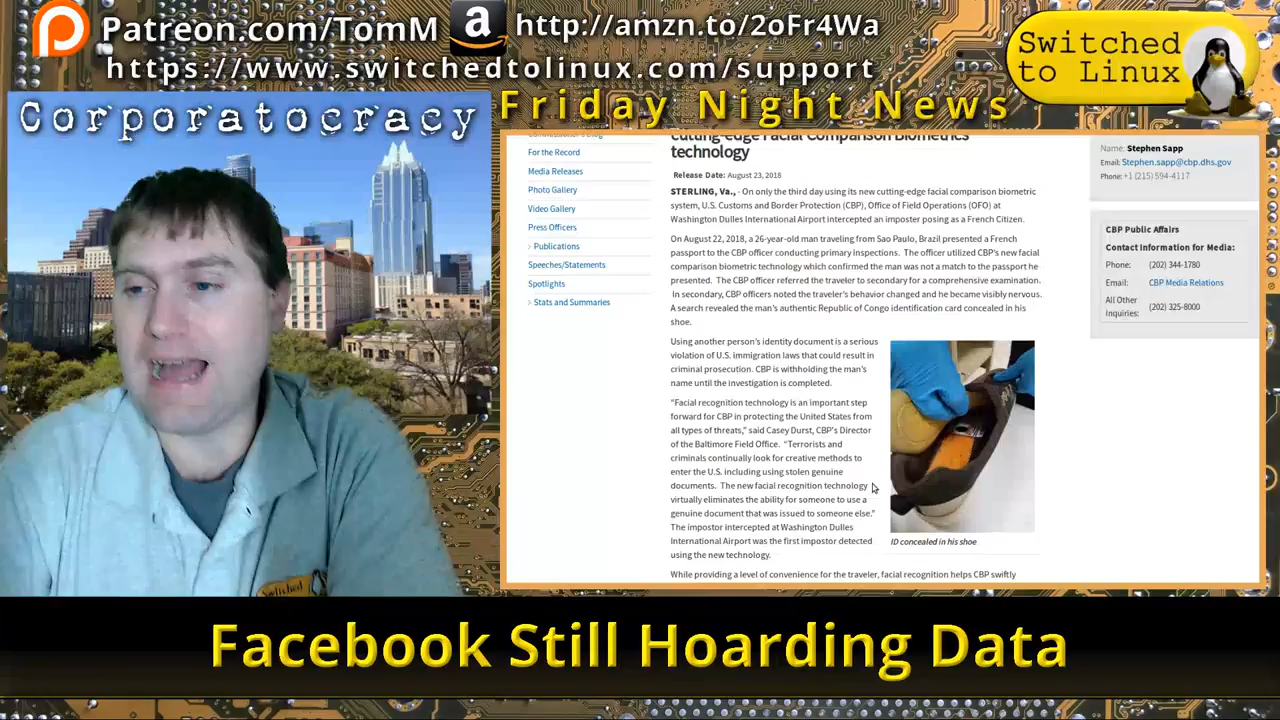 Patreon.com/TomM
a
http://amzn.to/2oFr4Wa
https://www.switchedtolinux.com/support
Switched
to Linux
Corporatocracy
Friday Night News
Cutting-Edge Facial Comparison Biometrics
technology
Release Date: August 23, 2018
STERLING, Va., - On only the third day using its new cutting-edge facial comparison biometric
system, U.S. Customs and Border Protection (CBP), Office of Field Operations (OFO) at
Washington Dulles International Airport intercepted an imposter posing as a French Citizen.
On August 22, 2018, a 26-year-old man traveling from Sao Paulo, Brazil presented a French
passport to the CBP officer conducting primary inspections. The officer utilized CBP's new facial
comparison biometric technology which confirmed the man was not a match to the passport he
presented. The CBP officer referred the traveler to secondary for a comprehensive examination.
In secondary, CBP officers noted the traveler's behavior changed and he became visibly nervous.
A search revealed the man's authentic Republic of Congo identification card concealed in his
shoe.
Using another person's identity document is a serious
violation of U.S. immigration laws that could result in
criminal prosecution. CBP is withholding the man's
name until the investigation is completed.
“Facial recognition technology is an important step
forward for CBP in protecting the United States from
all types of threats,” said Casey Durst, CBP's Director
of the Baltimore Field Office. “Terrorists and
criminals continually look for creative methods to
enter the U.S. including using stolen genuine
documents. The new facial recognition technology
virtually eliminates the ability for someone to use a
genuine document that was issued to someone else.”
The impostor intercepted at Washington Dulles
International Airport was the first impostor detected
using the new technology.
While providing a level of convenience for the traveler, facial recognition helps CBP swiftly
ID concealed in his shoe
For the Record
Media Releases
Photo Gallery
Video Gallery
Press Officers
› Publications
Speeches/Statements
Spotlights
› Stats and Summaries
Name: Stephen Sapp
Email: Stephen.sapp@cbp.dhs.gov
Phone: +1 (215) 594-4117
CBP Public Affairs
Contact Information for Media:
Phone: (202) 344-1780
Email: CBP Media Relations
All Other
Inquiries: (202) 325-8000
Switched
Facebook Still Hoarding Data